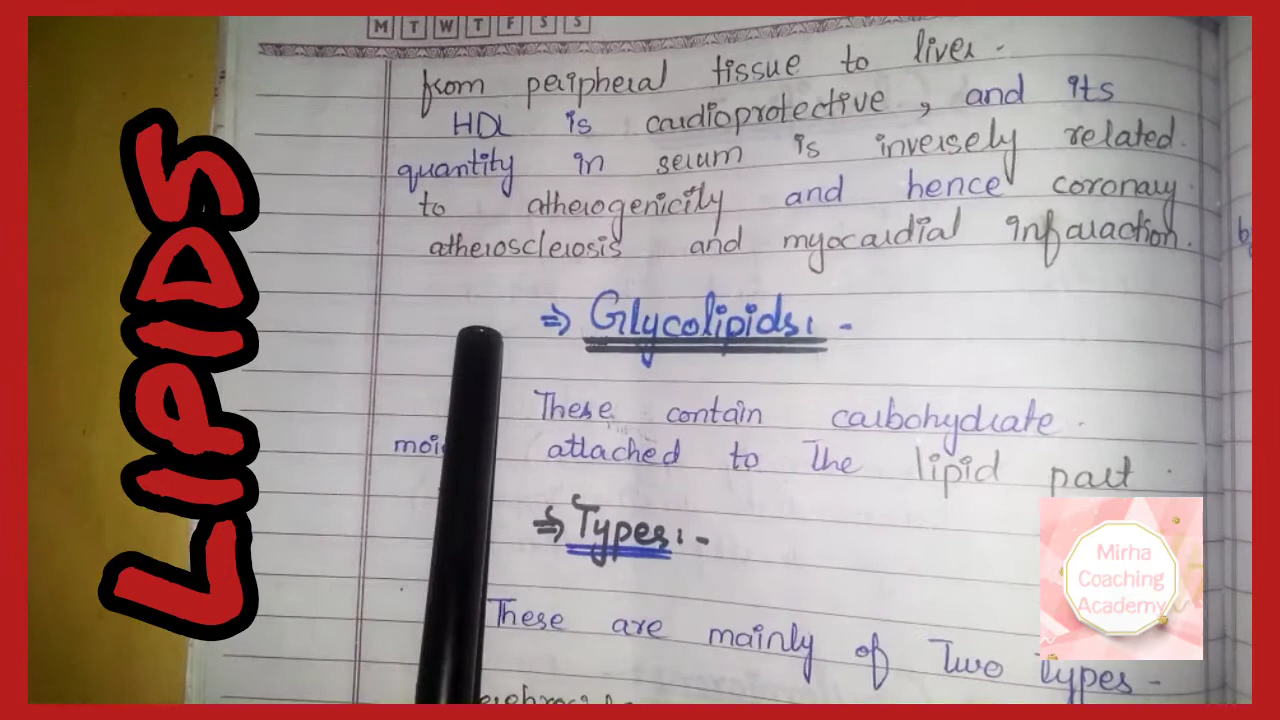 LIPIDS
M T W T F S S
from peripheral tissue to liver.
HDL is cardioprotective, and its
quantity in serum is inversely related.
to atherogenicily and hence coronary
atherosclerosis and myocardial infaraction.
⇒ Glycolipids:-
These contain carbohydrate.
attached to the lipid part.
⇒ Types:-
These are mainly of Two Types-
Mirha
Coaching
Academy